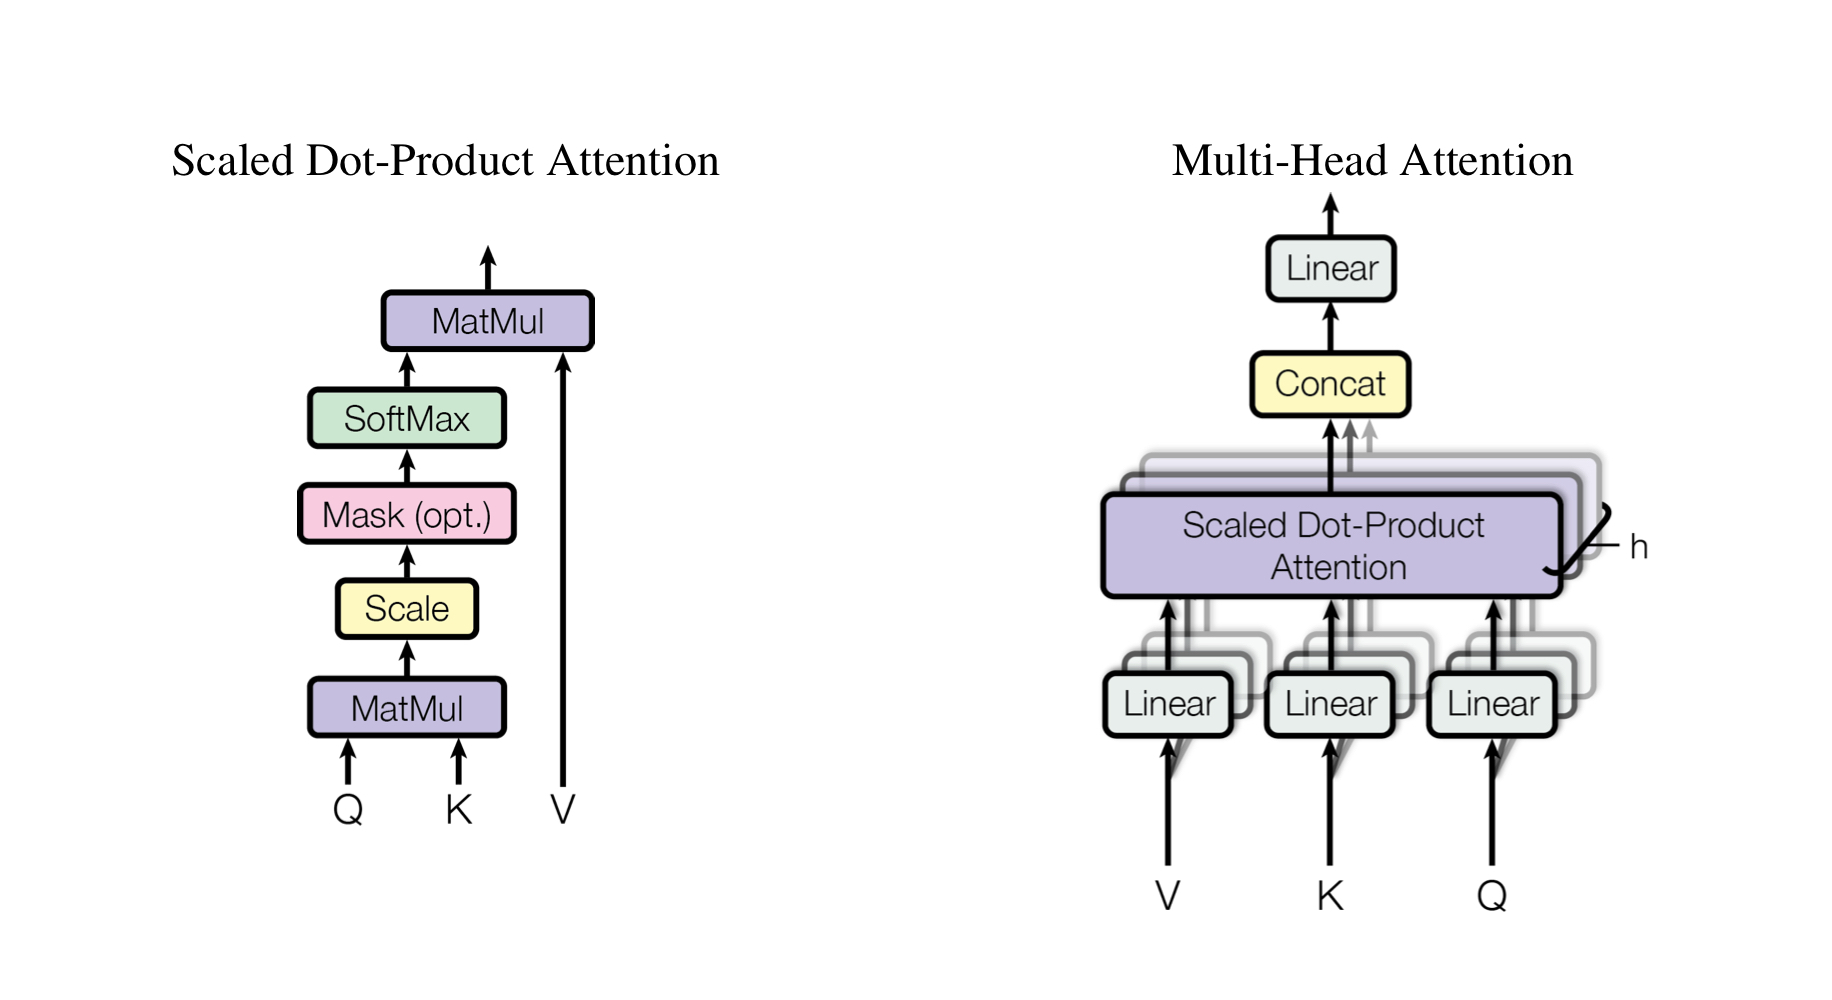 Scaled Dot-Product Attention
MatMul
SoftMax
Mask (opt.)
Scale
MatMul
Q K V
Multi-Head Attention
Linear
Concat
Scaled Dot-Product
Attention
h
Linear Linear Linear
V K Q